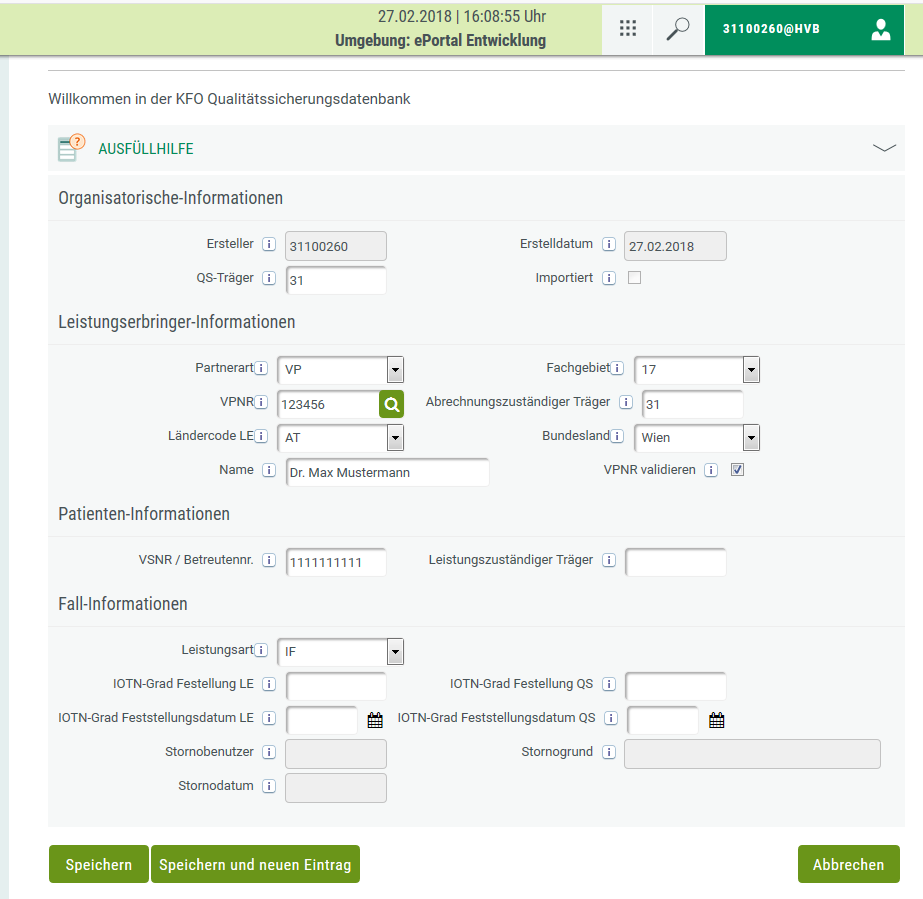 27.02.2018 | 16:08:55 Uhr
Umgebung: ePortal Entwicklung
31100260@HVB
Willkommen in der KFO Qualitätssicherungsdatenbank
AUSFÜLLHILFE
Organisatorische-Informationen
Ersteller i 31100260 Erstelldatum i 27.02.2018
QS-Träger i 31 Importiert i
Leistungserbringer-Informationen
Partnerart i VP Fachgebiet i 17
VPNR i 123456 Abrechnungszuständiger Träger i 31
Ländercode LE i AT Bundesland i Wien
Name i Dr. Max Mustermann VPNR validieren i
Patienten-Informationen
VSNR / Betreutennr. i 1111111111 Leistungszuständiger Träger i
Fall-Informationen
Leistungsart i IF
IOTN-Grad Festellung LE i IOTN-Grad Festellung QS i
IOTN-Grad Feststellungsdatum LE i IOTN-Grad Feststellungsdatum QS i
Stornobenutzer i Stornogrund i
Stornodatum i
Speichern Speichern und neuen Eintrag Abbrechen